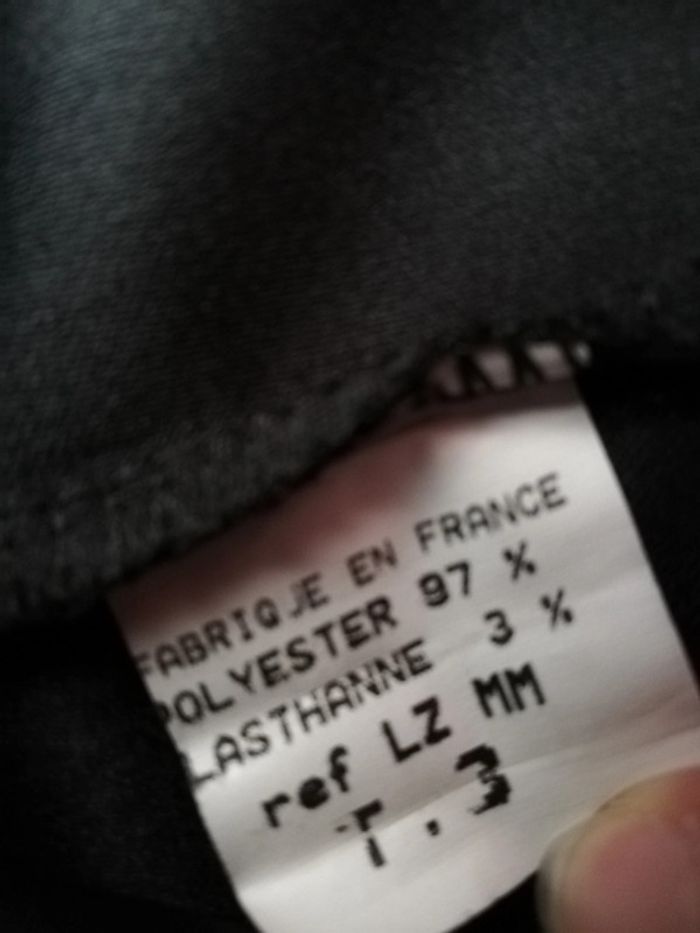 FABRIQUE EN FRANCE
POLYESTER 97 %
LASTHANNE 3 %
ref LZ MM
T.3